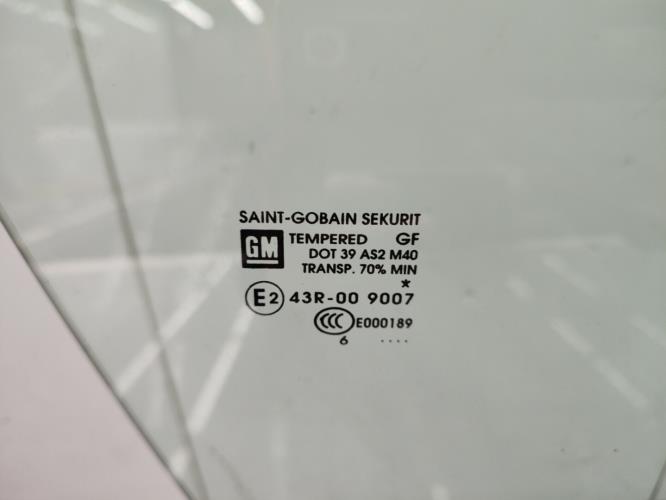 SAINT-GOBAIN SEKURIT
GM TEMPERED GF
DOT 39 AS2 M40
TRANSP. 70% MIN
*
E2 43R-00 9007
CCC E000189
6 ....